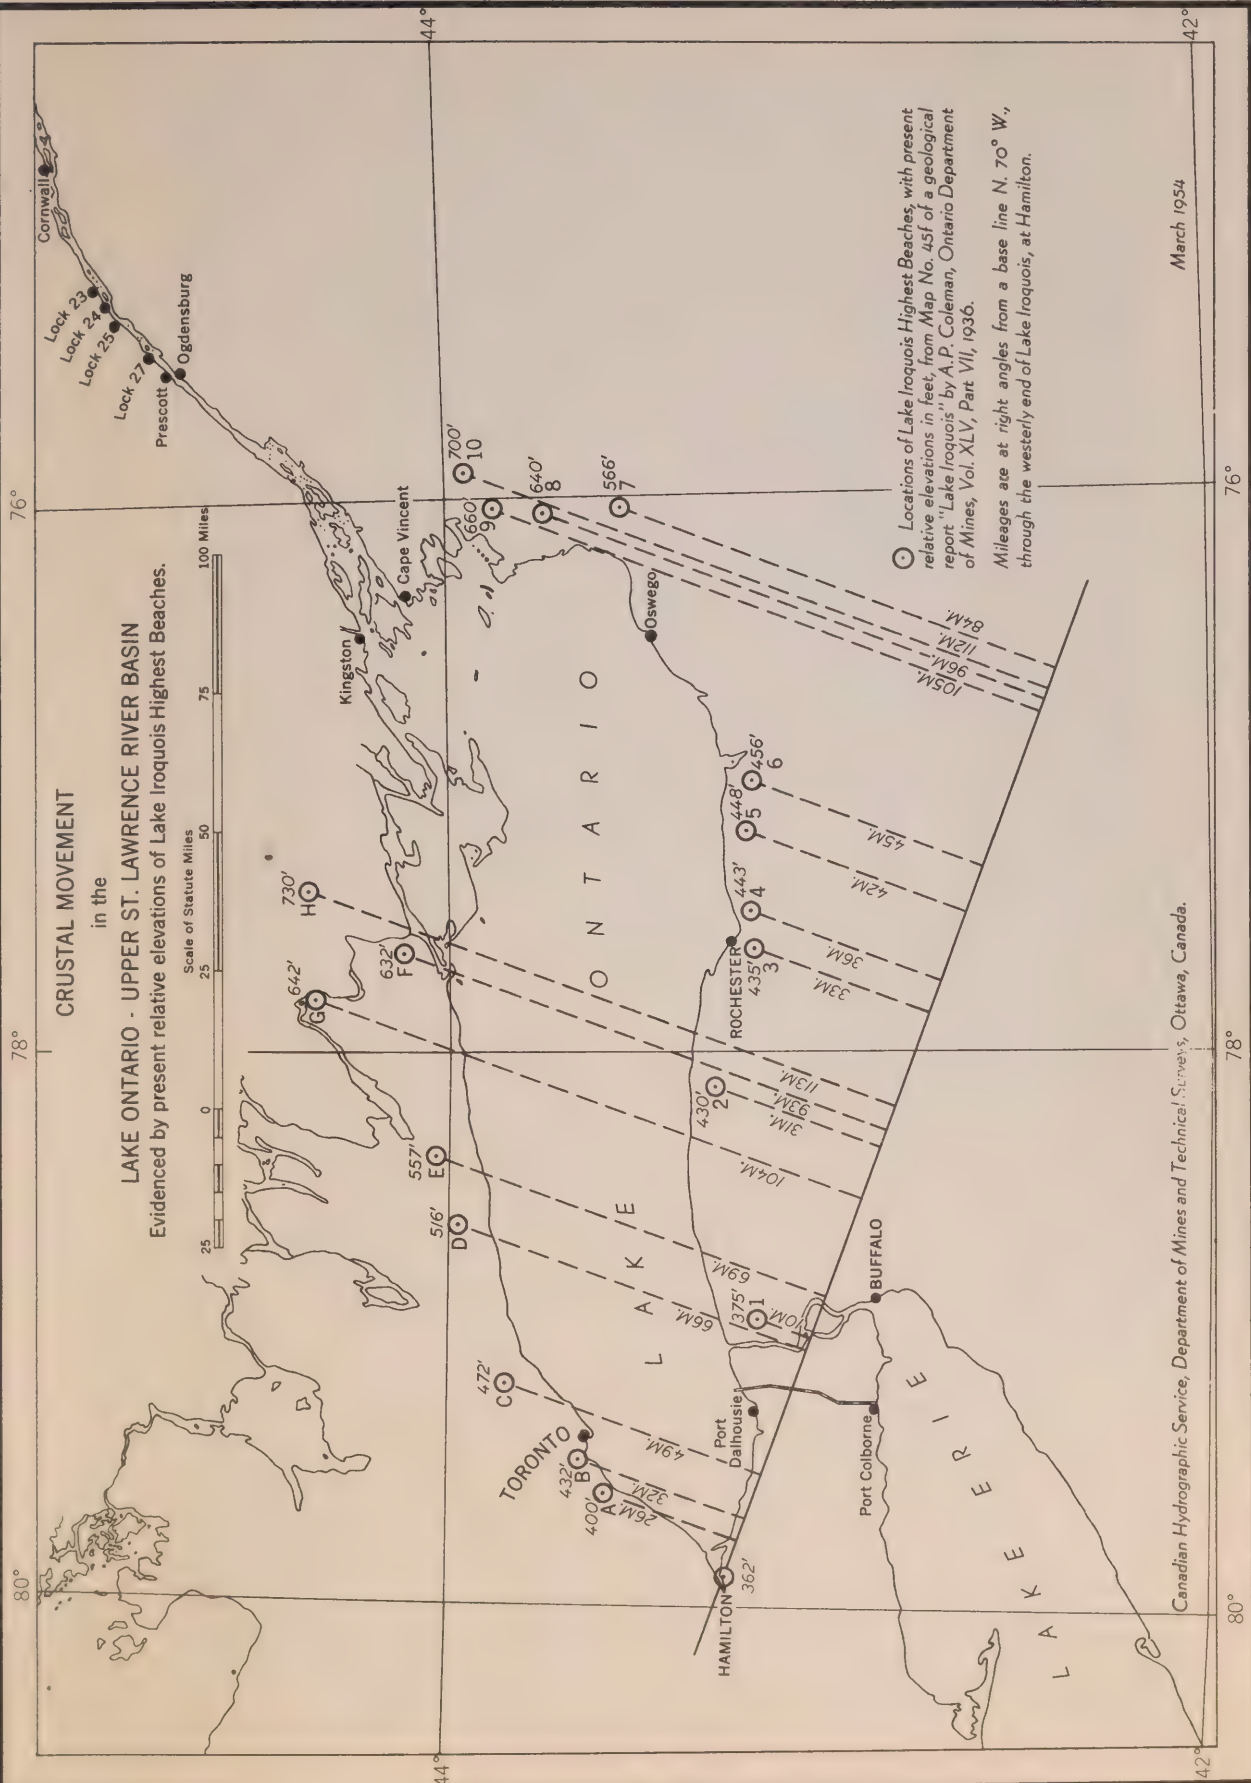 CRUSTAL MOVEMENT
in the
LAKE ONTARIO - UPPER ST. LAWRENCE RIVER BASIN
Evidenced by present relative elevations of Lake Iroquois Highest Beaches.
Scale of Statute Miles
25
0
25
50
75
100 Miles
80°
78°
76°
44°
44°
42°
42°
80°
78°
76°
Cornwall
Lock 23
Lock 24
Lock 25
Lock 27
Prescott
Ogdensburg
Kingston
Cape Vincent
Oswego
ROCHESTER
BUFFALO
Port Colborne
Port
Dalhousie
HAMILTON
TORONTO
LAKE ONTARIO
LAKE ERIE
362'
400'
A
432'
B
472'
C
516'
D
557'
E
632'
F
642'
G
730'
H
375'
1
430'
2
435'
3
443'
4
448'
5
456'
6
566'
7
640'
8
660'
9
700'
10
26M.
32M.
49M.
66M.
10M.
69M.
104M.
31M.
93M.
113M.
33M.
36M.
42M.
45M.
105M.
96M.
112M.
84M.
Locations of Lake Iroquois Highest Beaches, with present
relative elevations in feet, from Map No. 45f of a geological
report "Lake Iroquois" by A.P. Coleman, Ontario Department
of Mines, Vol. XLV, Part VII, 1936.
Mileages are at right angles from a base line N. 70° W.,
through the westerly end of Lake Iroquois, at Hamilton.
Canadian Hydrographic Service, Department of Mines and Technical Surveys, Ottawa, Canada.
March 1954